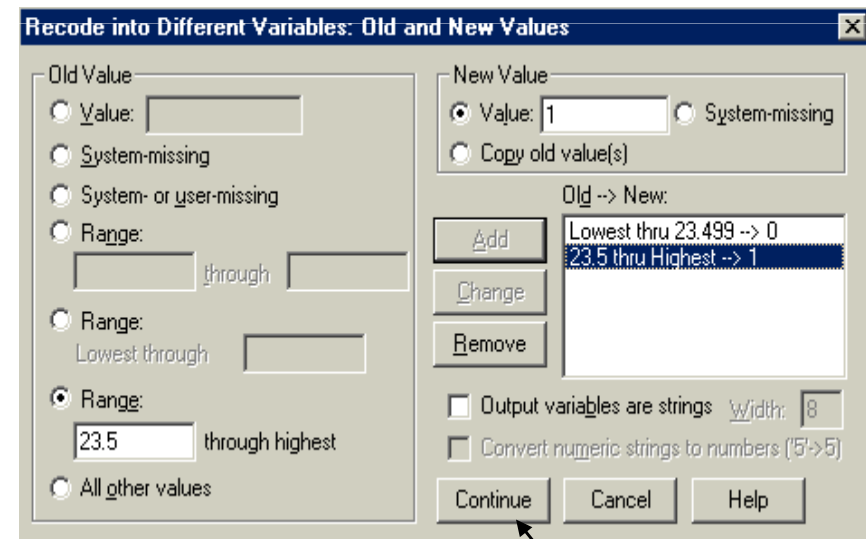 Recode into Different Variables: Old and New Values
Old Value
Value:
System-missing
System- or user-missing
Range:
through
Range:
Lowest through
Range:
23.5 through highest
All other values
New Value
Value: 1 System-missing
Copy old value(s)
Old --> New:
Add
Change
Remove
Lowest thru 23.499 --> 0
23.5 thru Highest --> 1
Output variables are strings Width: 8
Convert numeric strings to numbers ('5'->5)
Continue Cancel Help